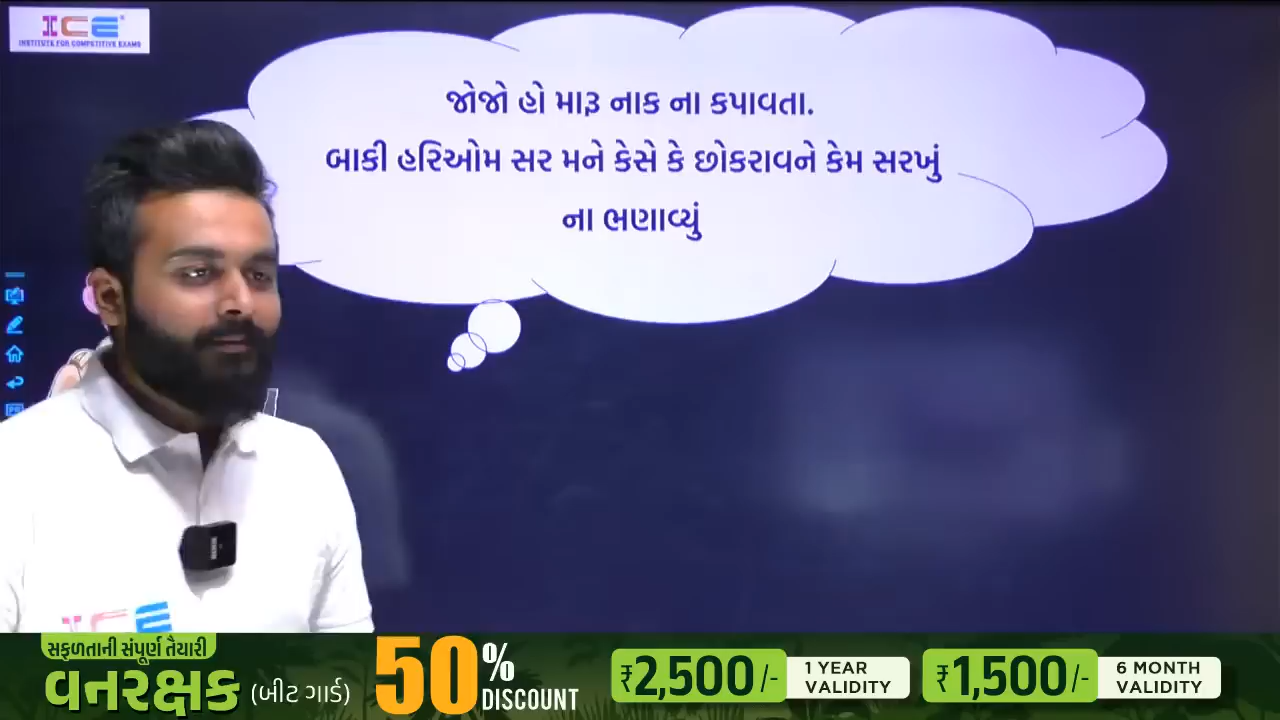 ICE
INSTITUTE FOR COMPETITIVE EXAMS
જોજો હો મારૂ નાક ના કપાવતા.
બાકી હરિઓમ સર મને કેસે કે છોકરાવને કેમ સરખું
ના ભણાવ્યું
ICE
સફળતાની સંપૂર્ણ તૈયારી
વનરક્ષક (બીટ ગાર્ડ)
50% DISCOUNT
₹2,500/- 1 YEAR VALIDITY
₹1,500/- 6 MONTH VALIDITY